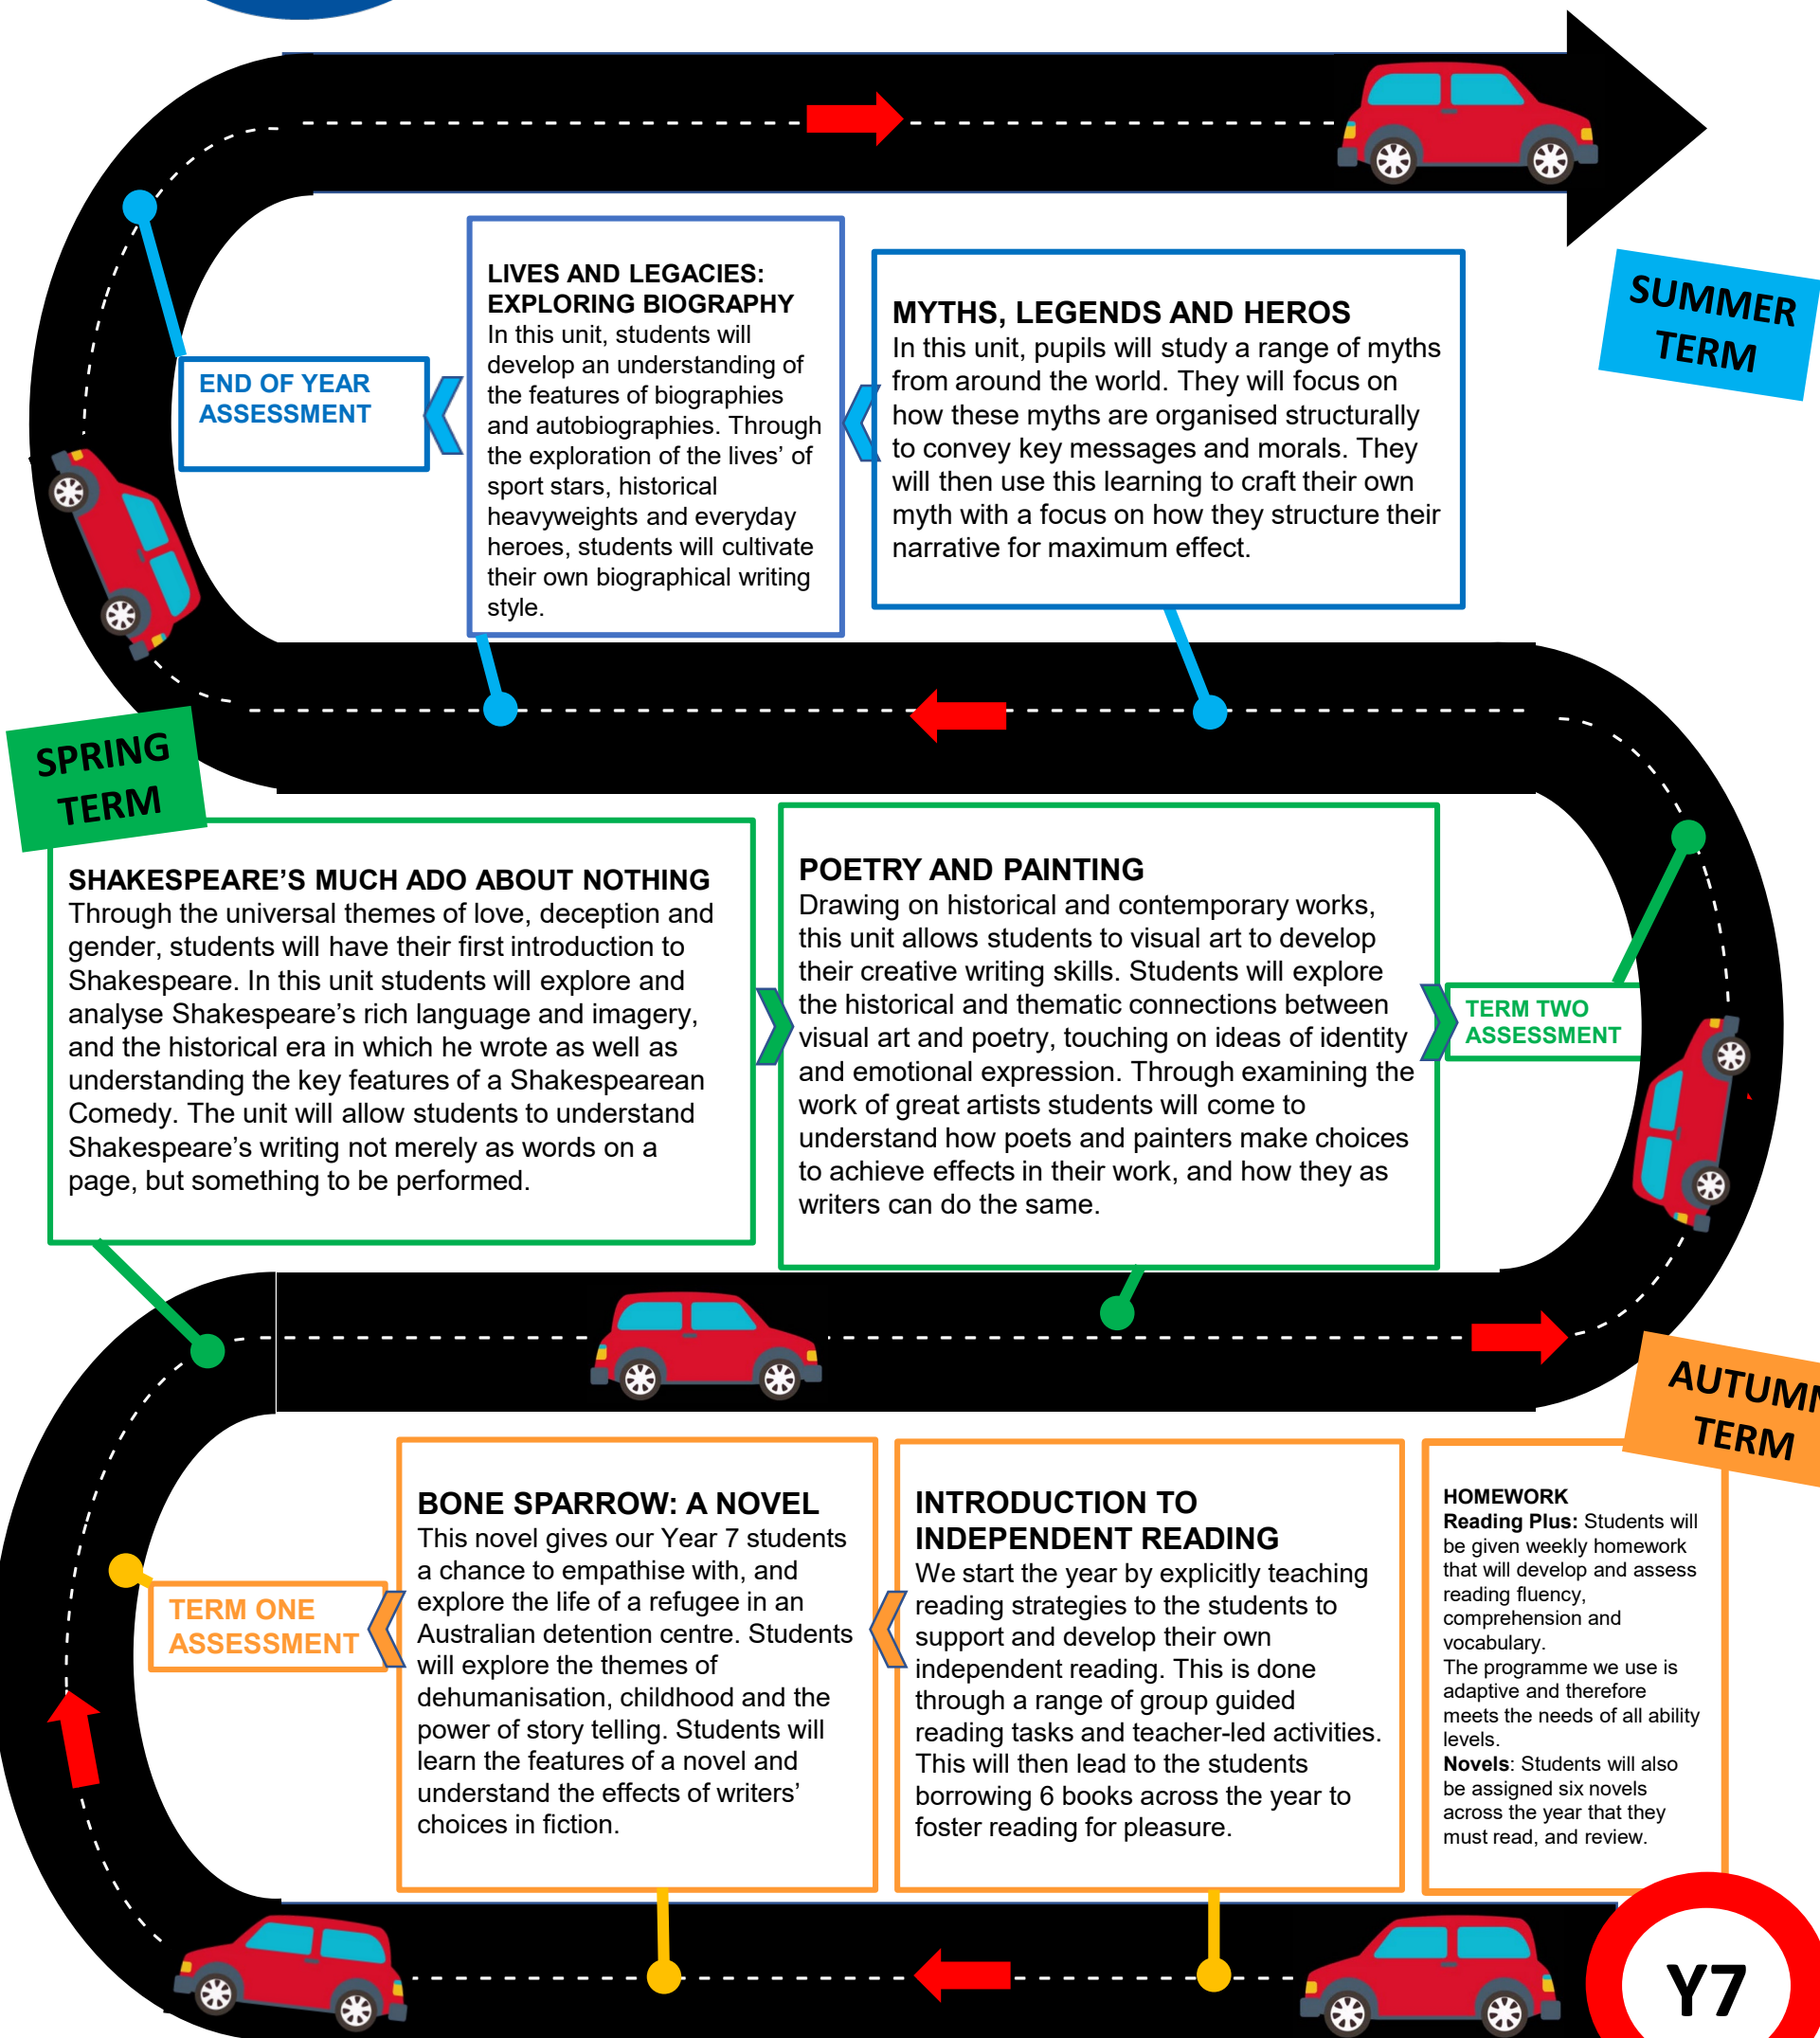 LIVES AND LEGACIES:
EXPLORING BIOGRAPHY
In this unit, students will
develop an understanding of
the features of biographies
and autobiographies. Through
the exploration of the lives’ of
sport stars, historical
heavyweights and everyday
heroes, students will cultivate
their own biographical writing
style.
MYTHS, LEGENDS AND HEROS
In this unit, pupils will study a range of myths
from around the world. They will focus on
how these myths are organised structurally
to convey key messages and morals. They
will then use this learning to craft their own
myth with a focus on how they structure their
narrative for maximum effect.
SUMMER
TERM
END OF YEAR
ASSESSMENT
SPRING
TERM
SHAKESPEARE’S MUCH ADO ABOUT NOTHING
Through the universal themes of love, deception and
gender, students will have their first introduction to
Shakespeare. In this unit students will explore and
analyse Shakespeare’s rich language and imagery,
and the historical era in which he wrote as well as
understanding the key features of a Shakespearean
Comedy. The unit will allow students to understand
Shakespeare’s writing not merely as words on a
page, but something to be performed.
POETRY AND PAINTING
Drawing on historical and contemporary works,
this unit allows students to visual art to develop
their creative writing skills. Students will explore
the historical and thematic connections between
visual art and poetry, touching on ideas of identity
and emotional expression. Through examining the
work of great artists students will come to
understand how poets and painters make choices
to achieve effects in their work, and how they as
writers can do the same.
TERM TWO
ASSESSMENT
AUTUMN
TERM
TERM ONE
ASSESSMENT
BONE SPARROW: A NOVEL
This novel gives our Year 7 students
a chance to empathise with, and
explore the life of a refugee in an
Australian detention centre. Students
will explore the themes of
dehumanisation, childhood and the
power of story telling. Students will
learn the features of a novel and
understand the effects of writers’
choices in fiction.
INTRODUCTION TO
INDEPENDENT READING
We start the year by explicitly teaching
reading strategies to the students to
support and develop their own
independent reading. This is done
through a range of group guided
reading tasks and teacher-led activities.
This will then lead to the students
borrowing 6 books across the year to
foster reading for pleasure.
HOMEWORK
Reading Plus: Students will
be given weekly homework
that will develop and assess
reading fluency,
comprehension and
vocabulary.
The programme we use is
adaptive and therefore
meets the needs of all ability
levels.
Novels: Students will also
be assigned six novels
across the year that they
must read, and review.
Y7